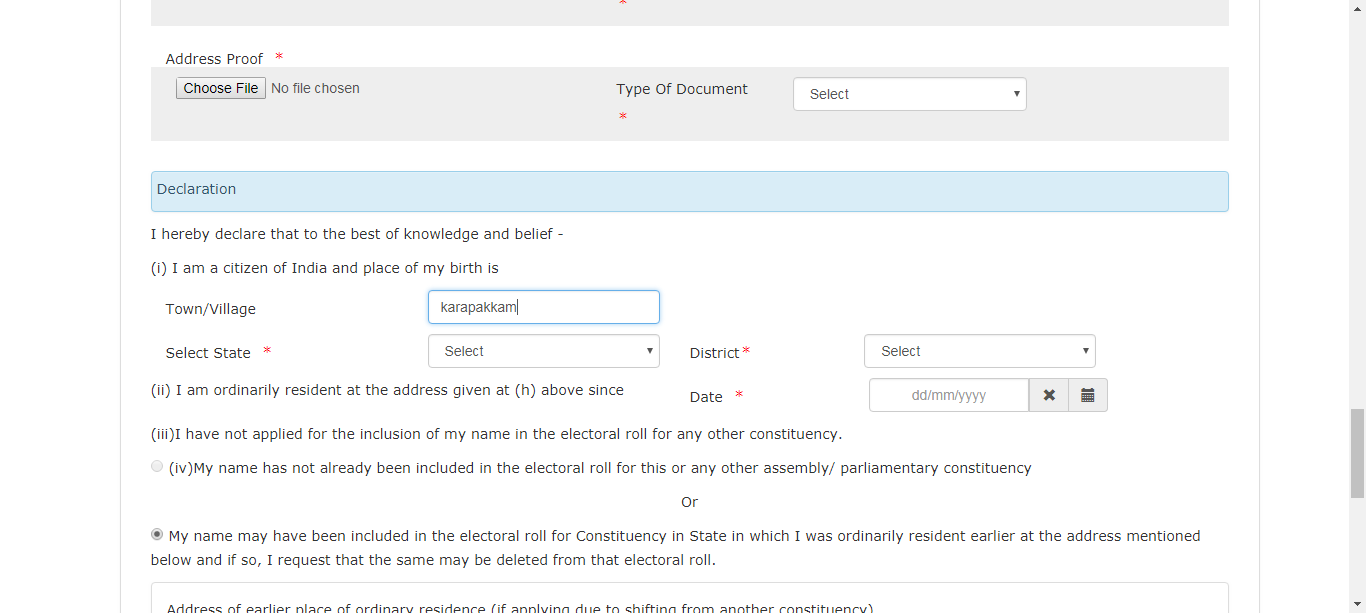 *
Address Proof *
Choose File No file chosen
Type Of Document Select
*
Declaration
I hereby declare that to the best of knowledge and belief -
(i) I am a citizen of India and place of my birth is
Town/Village karapakkam
Select State * Select District* Select
(ii) I am ordinarily resident at the address given at (h) above since Date * dd/mm/yyyy
(iii)I have not applied for the inclusion of my name in the electoral roll for any other constituency.
(iv)My name has not already been included in the electoral roll for this or any other assembly/ parliamentary constituency
Or
My name may have been included in the electoral roll for Constituency in State in which I was ordinarily resident earlier at the address mentioned
below and if so, I request that the same may be deleted from that electoral roll.
Address of earlier place of ordinary residence (if applying due to shifting from another constituency)